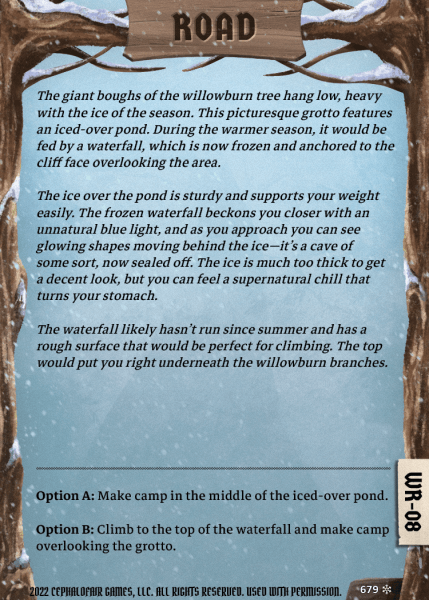 ROAD
The giant boughs of the willowburn tree hang low, heavy
with the ice of the season. This picturesque grotto features
an iced-over pond. During the warmer season, it would be
fed by a waterfall, which is now frozen and anchored to the
cliff face overlooking the area.
The ice over the pond is sturdy and supports your weight
easily. The frozen waterfall beckons you closer with an
unnatural blue light, and as you approach you can see
glowing shapes moving behind the ice—it's a cave of
some sort, now sealed off. The ice is much too thick to get
a decent look, but you can feel a supernatural chill that
turns your stomach.
The waterfall likely hasn't run since summer and has a
rough surface that would be perfect for climbing. The top
would put you right underneath the willowburn branches.
Option A: Make camp in the middle of the iced-over pond.
Option B: Climb to the top of the waterfall and make camp
overlooking the grotto.
WR-08
2022 CEPHALOFAIR GAMES, LLC. ALL RIGHTS RESERVED. USED WITH PERMISSION.
679